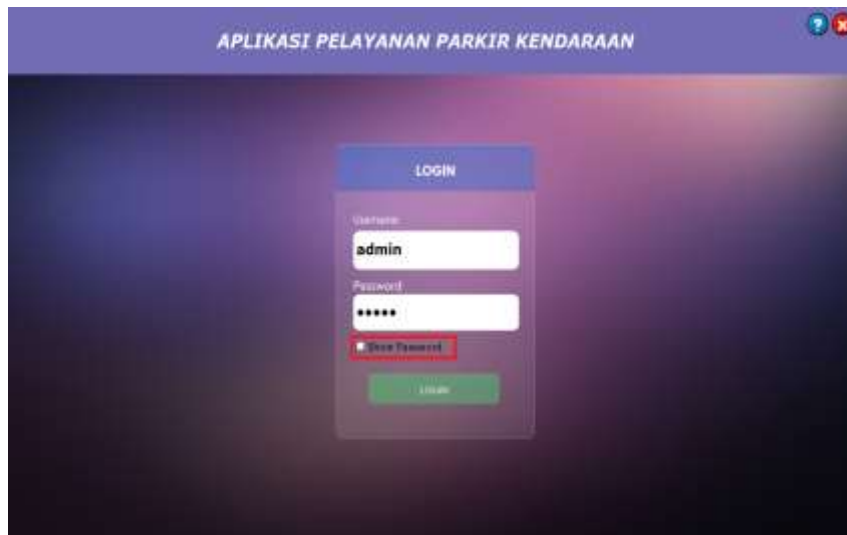 APLIKASI PELAYANAN PARKIR KENDARAAN
?
X
LOGIN
Username
admin
Password
•••••
Show Password
LOGIN